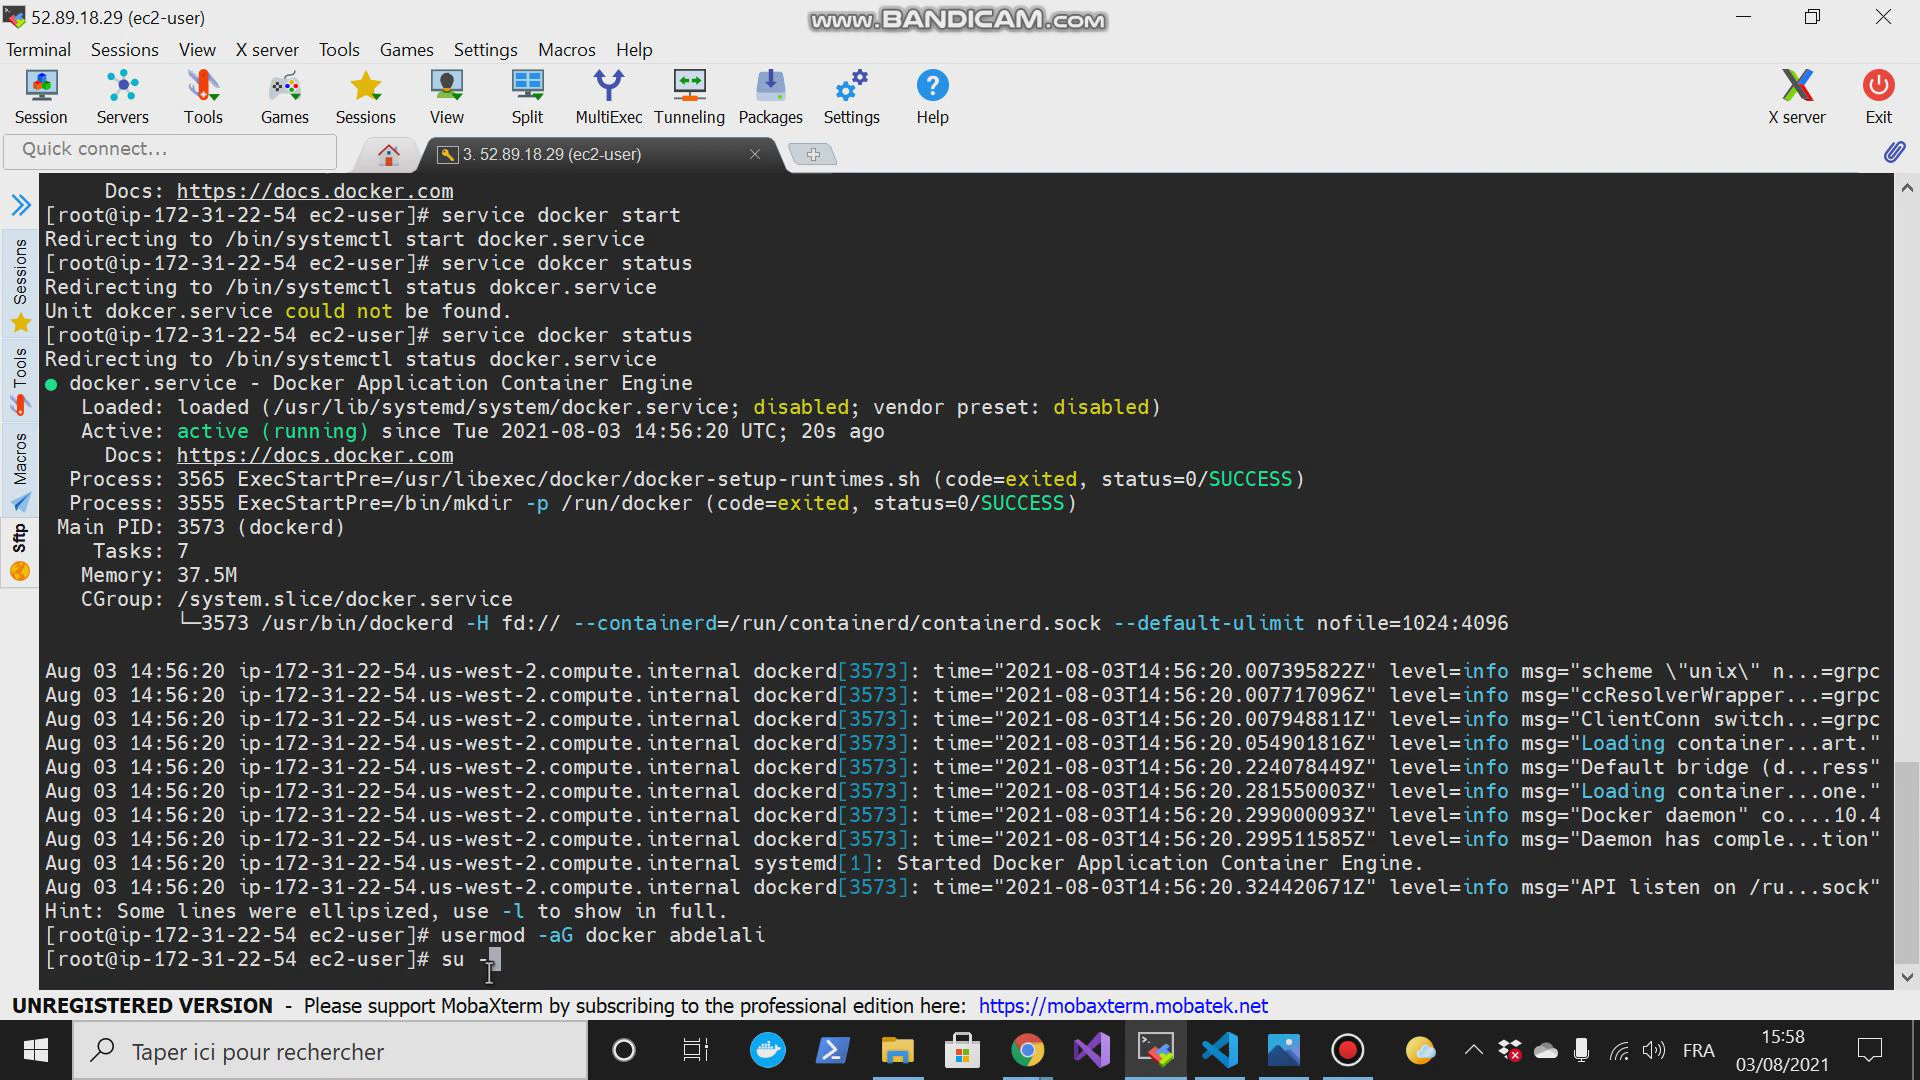 52.89.18.29 (ec2-user)
www.BANDICAM.com
Terminal Sessions View X server Tools Games Settings Macros Help
Session Servers Tools Games Sessions View Split MultiExec Tunneling Packages Settings Help X server Exit
Quick connect...
3. 52.89.18.29 (ec2-user)
Sessions
Tools
Macros
Sftp
Docs: https://docs.docker.com
[root@ip-172-31-22-54 ec2-user]# service docker start
Redirecting to /bin/systemctl start docker.service
[root@ip-172-31-22-54 ec2-user]# service dokcer status
Redirecting to /bin/systemctl status dokcer.service
Unit dokcer.service could not be found.
[root@ip-172-31-22-54 ec2-user]# service docker status
Redirecting to /bin/systemctl status docker.service
● docker.service - Docker Application Container Engine
Loaded: loaded (/usr/lib/systemd/system/docker.service; disabled; vendor preset: disabled)
Active: active (running) since Tue 2021-08-03 14:56:20 UTC; 20s ago
Docs: https://docs.docker.com
Process: 3565 ExecStartPre=/usr/libexec/docker/docker-setup-runtimes.sh (code=exited, status=0/SUCCESS)
Process: 3555 ExecStartPre=/bin/mkdir -p /run/docker (code=exited, status=0/SUCCESS)
Main PID: 3573 (dockerd)
Tasks: 7
Memory: 37.5M
CGroup: /system.slice/docker.service
└─3573 /usr/bin/dockerd -H fd:// --containerd=/run/containerd/containerd.sock --default-ulimit nofile=1024:4096
Aug 03 14:56:20 ip-172-31-22-54.us-west-2.compute.internal dockerd[3573]: time="2021-08-03T14:56:20.007395822Z" level=info msg="scheme \"unix\" n...=grpc
Aug 03 14:56:20 ip-172-31-22-54.us-west-2.compute.internal dockerd[3573]: time="2021-08-03T14:56:20.007717096Z" level=info msg="ccResolverWrapper...=grpc
Aug 03 14:56:20 ip-172-31-22-54.us-west-2.compute.internal dockerd[3573]: time="2021-08-03T14:56:20.007948811Z" level=info msg="ClientConn switch...=grpc
Aug 03 14:56:20 ip-172-31-22-54.us-west-2.compute.internal dockerd[3573]: time="2021-08-03T14:56:20.054901816Z" level=info msg="Loading container...art."
Aug 03 14:56:20 ip-172-31-22-54.us-west-2.compute.internal dockerd[3573]: time="2021-08-03T14:56:20.224078449Z" level=info msg="Default bridge (d...ress"
Aug 03 14:56:20 ip-172-31-22-54.us-west-2.compute.internal dockerd[3573]: time="2021-08-03T14:56:20.281550003Z" level=info msg="Loading container...one."
Aug 03 14:56:20 ip-172-31-22-54.us-west-2.compute.internal dockerd[3573]: time="2021-08-03T14:56:20.299000093Z" level=info msg="Docker daemon" co....10.4
Aug 03 14:56:20 ip-172-31-22-54.us-west-2.compute.internal dockerd[3573]: time="2021-08-03T14:56:20.299511585Z" level=info msg="Daemon has comple...tion"
Aug 03 14:56:20 ip-172-31-22-54.us-west-2.compute.internal systemd[1]: Started Docker Application Container Engine.
Aug 03 14:56:20 ip-172-31-22-54.us-west-2.compute.internal dockerd[3573]: time="2021-08-03T14:56:20.324420671Z" level=info msg="API listen on /ru...sock"
Hint: Some lines were ellipsized, use -l to show in full.
[root@ip-172-31-22-54 ec2-user]# usermod -aG docker abdelali
[root@ip-172-31-22-54 ec2-user]# su -
UNREGISTERED VERSION - Please support MobaXterm by subscribing to the professional edition here: https://mobaxterm.mobatek.net
Taper ici pour rechercher
FRA
15:58
03/08/2021